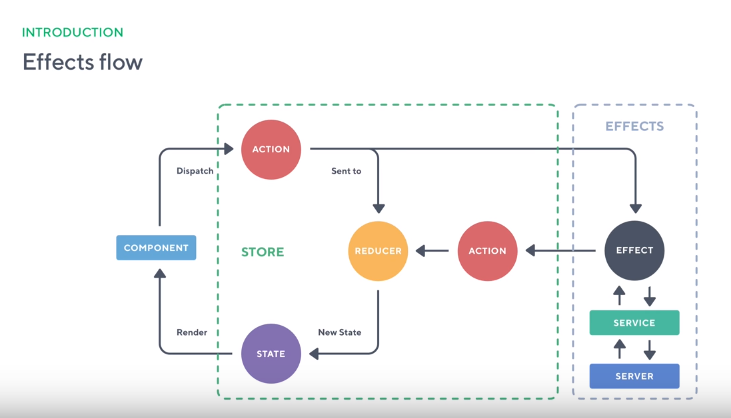 INTRODUCTION
Effects flow
EFFECTS
ACTION
Dispatch
Sent to
COMPONENT
STORE
REDUCER
ACTION
EFFECT
SERVICE
Render
New State
STATE
SERVER